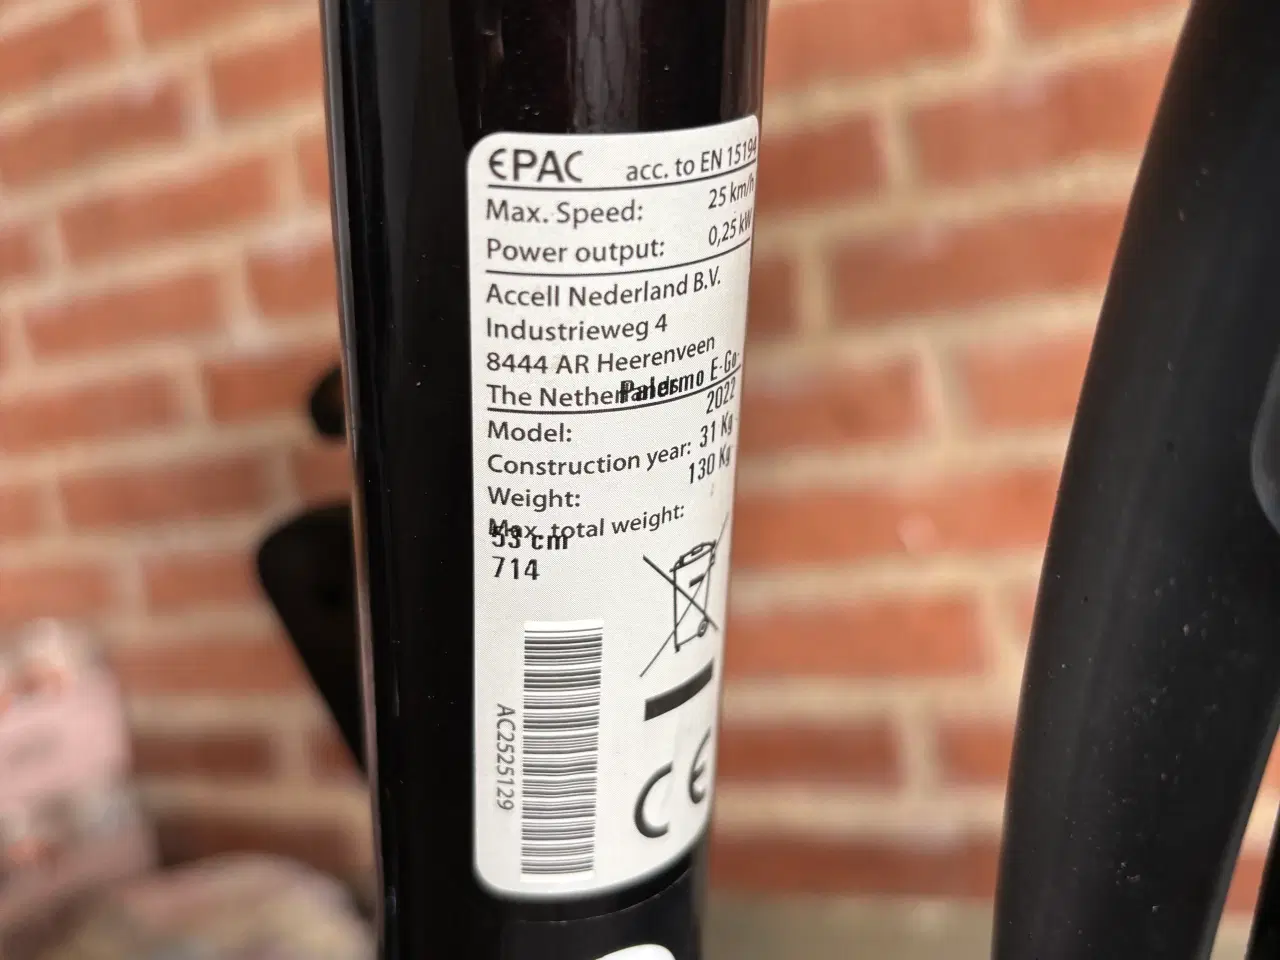 EPAC acc. to EN 15194
Max. Speed: 25 km/h
Power output: 0,25 kW
Accell Nederland B.V.
Industrieweg 4
8444 AR Heerenveen
The Netherlands
Palermo E-Go
Model: 2022
Construction year: 31 Kg
Weight: 130 Kg
Max. total weight:
53 cm
714
AC2525129
CE